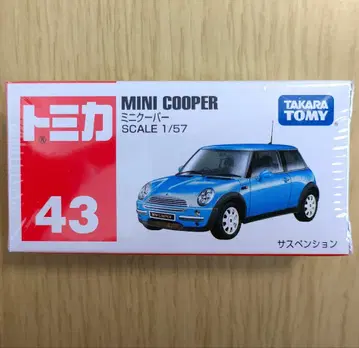 トミカ
43
MINI COOPER
ミニクーパー
SCALE 1/57
TAKARA
TOMY
サスペンション